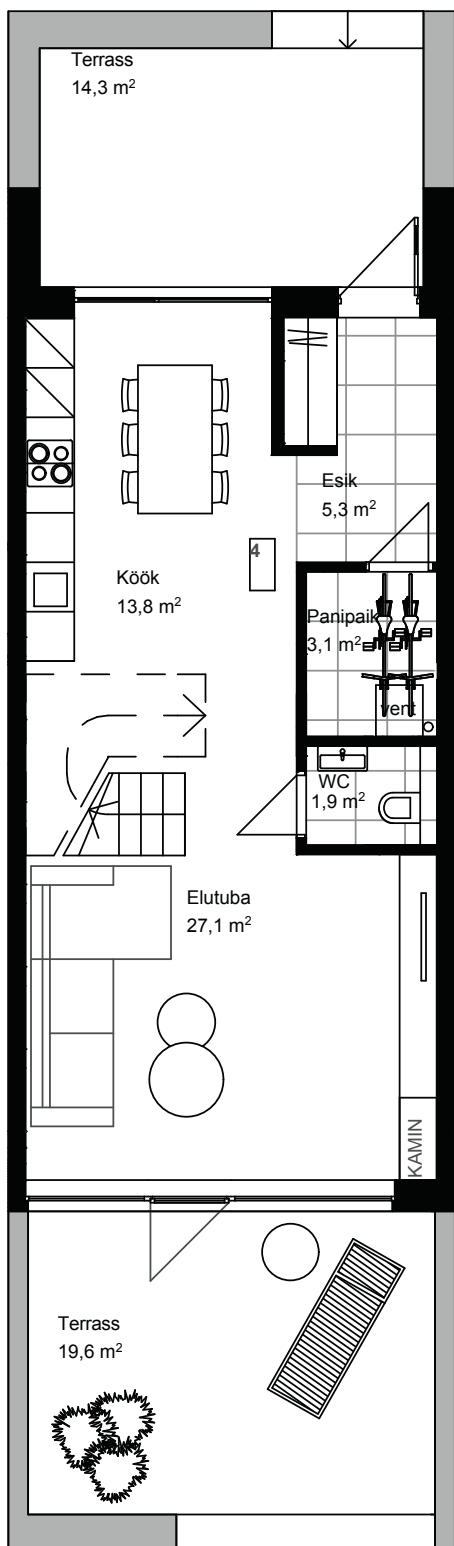 Terrass
14,3 m²
Esik
5,3 m²
4
Köök
13,8 m²
Panipaik
3,1 m²
vent
WC
1,9 m²
Elutuba
27,1 m²
KAMIN
Terrass
19,6 m²